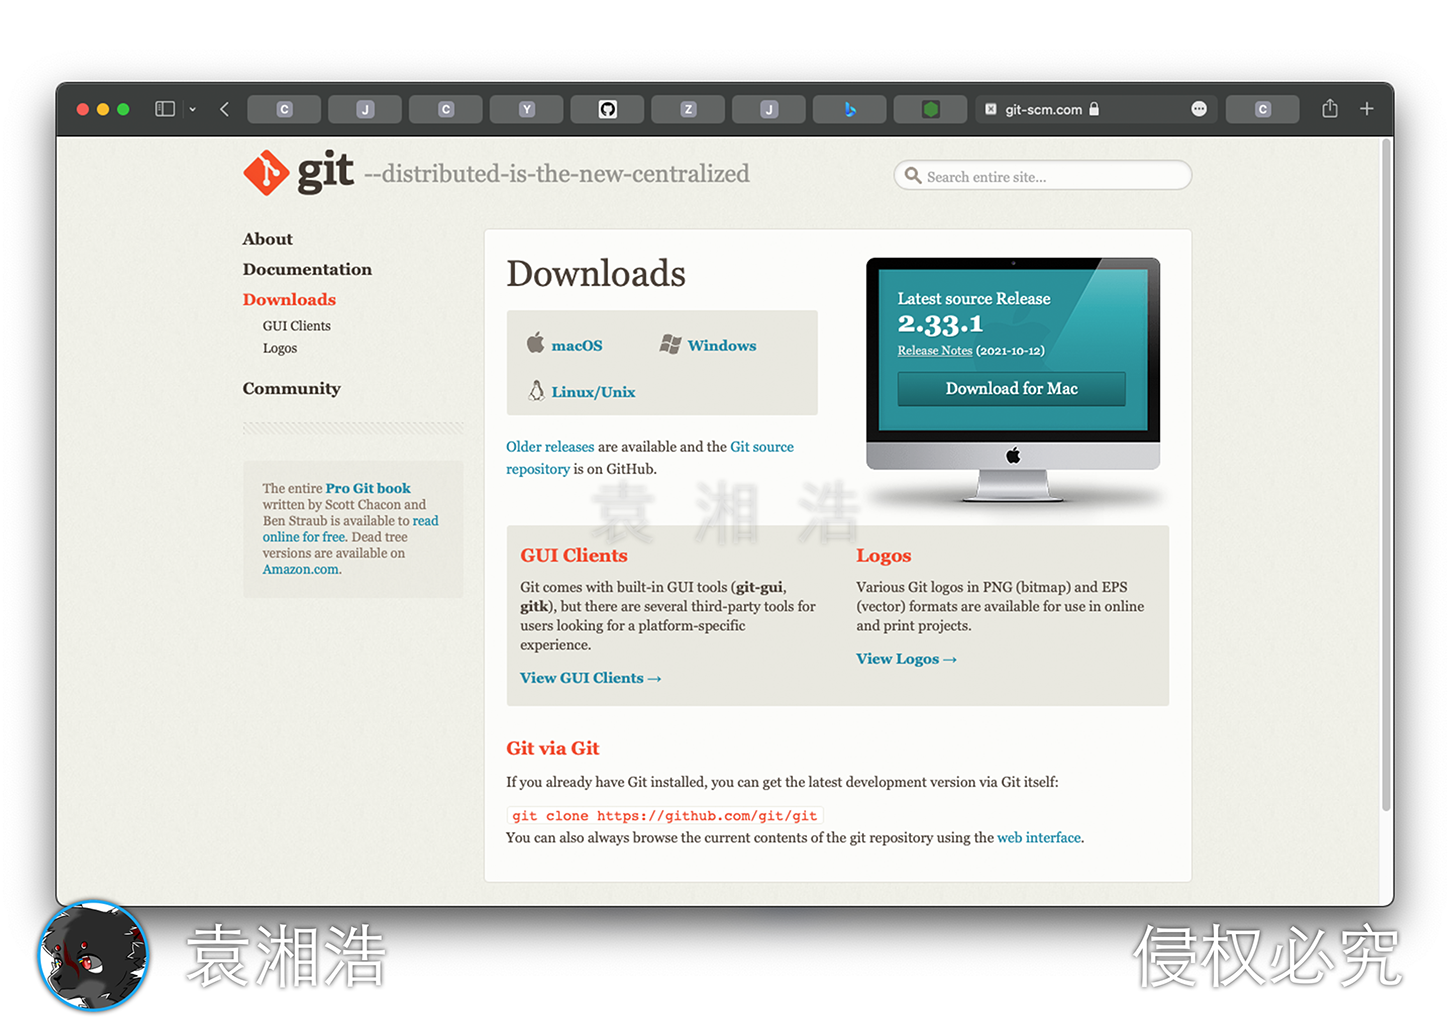 C J C Y Z J git-scm.com C
git --distributed-is-the-new-centralized
Search entire site...
About
Documentation
Downloads
GUI Clients
Logos
Community
The entire Pro Git book
written by Scott Chacon and
Ben Straub is available to read
online for free. Dead tree
versions are available on
Amazon.com.
Downloads
macOS
Windows
Linux/Unix
Older releases are available and the Git source
repository is on GitHub.
Latest source Release
2.33.1
Release Notes (2021-10-12)
Download for Mac
袁湘浩
GUI Clients
Git comes with built-in GUI tools (git-gui,
gitk), but there are several third-party tools for
users looking for a platform-specific
experience.
View GUI Clients →
Logos
Various Git logos in PNG (bitmap) and EPS
(vector) formats are available for use in online
and print projects.
View Logos →
Git via Git
If you already have Git installed, you can get the latest development version via Git itself:
git clone https://github.com/git/git
You can also always browse the current contents of the git repository using the web interface.
袁湘浩
侵权必究